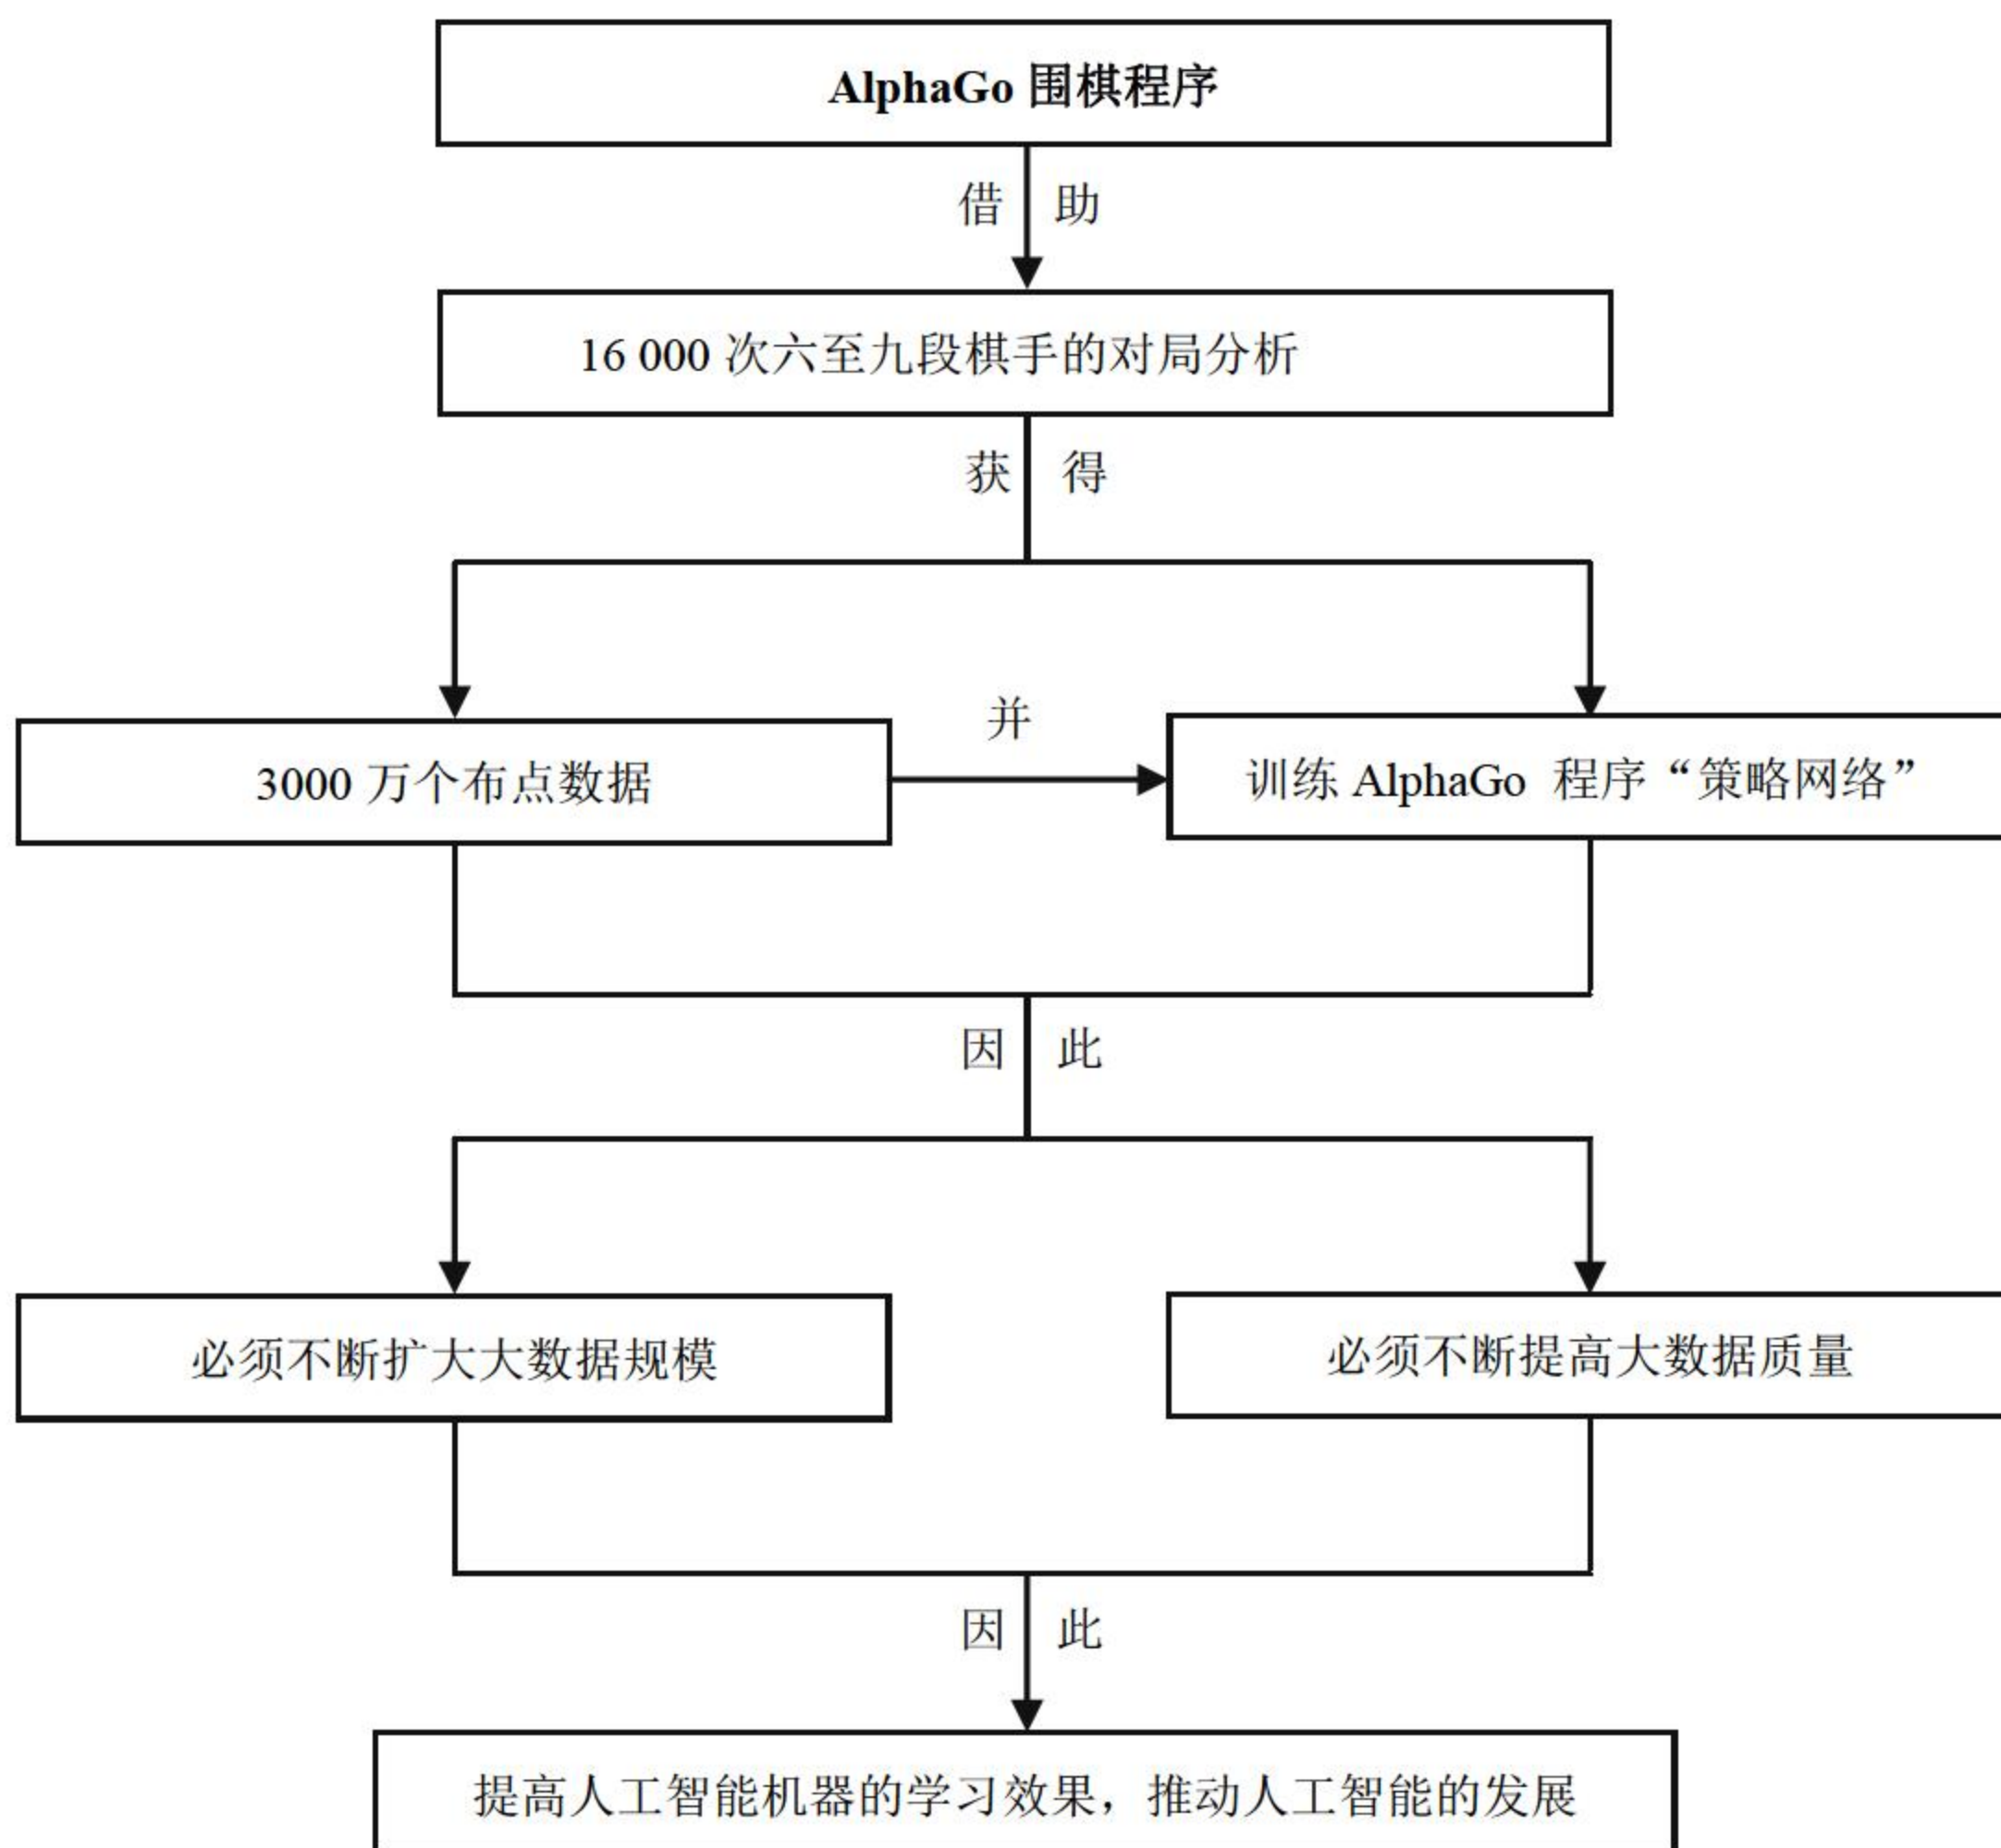 AlphaGo 围棋程序
借 助
16 000 次六至九段棋手的对局分析
获 得
3000 万个布点数据
并
训练 AlphaGo 程序“策略网络”
因 此
必须不断扩大大数据规模
必须不断提高大数据质量
因 此
提高人工智能机器的学习效果，推动人工智能的发展